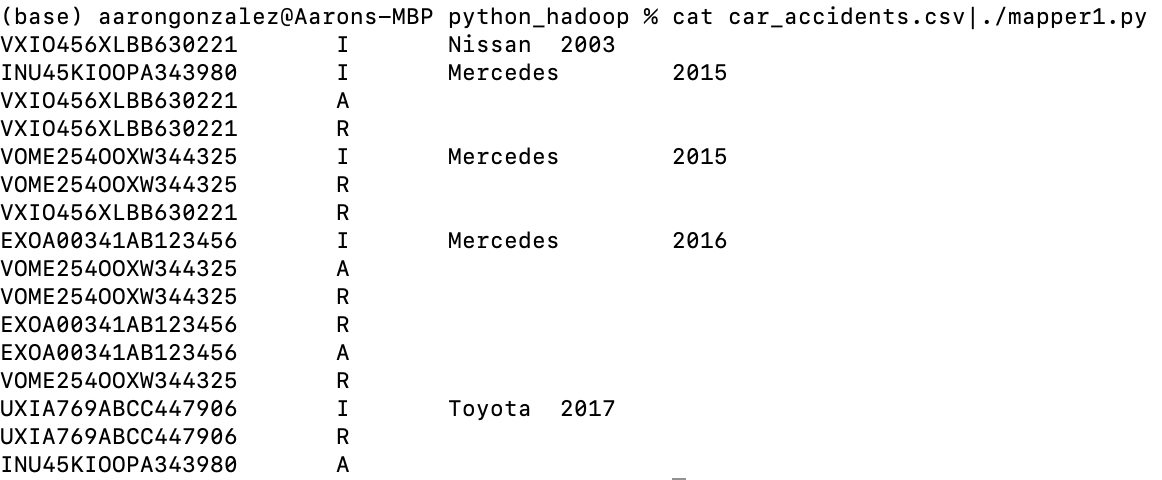 (base) aarongonzalez@Aarons-MBP python_hadoop % cat car_accidents.csv|./mapper1.py
VXIO456XLBB630221 I Nissan 2003
INU45KIOOPA343980 I Mercedes 2015
VXIO456XLBB630221 A
VXIO456XLBB630221 R
VOME254OOXW344325 I Mercedes 2015
VOME254OOXW344325 R
VXIO456XLBB630221 R
EXOA00341AB123456 I Mercedes 2016
VOME254OOXW344325 A
VOME254OOXW344325 R
EXOA00341AB123456 R
EXOA00341AB123456 A
VOME254OOXW344325 R
UXIA769ABCC447906 I Toyota 2017
UXIA769ABCC447906 R
INU45KIOOPA343980 A